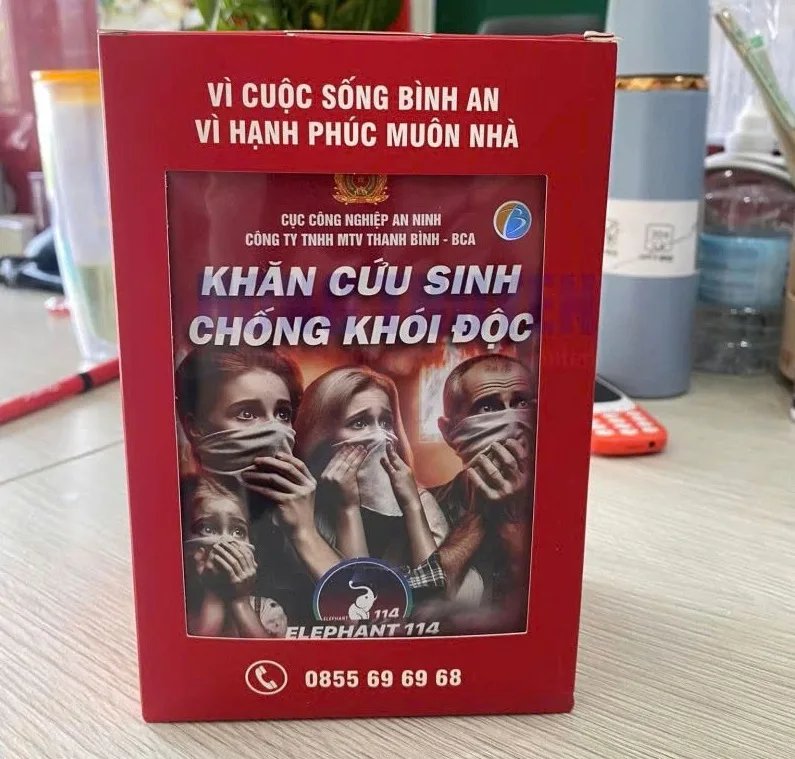 VÌ CUỘC SỐNG BÌNH AN
VÌ HẠNH PHÚC MUÔN NHÀ
CỤC CÔNG NGHIỆP AN NINH
CÔNG TY TNHH MTV THANH BÌNH - BCA
KHĂN CỨU SINH
CHỐNG KHÓI ĐỘC
ELEPHANT 114
ELEPHANT 114
0855 69 69 68